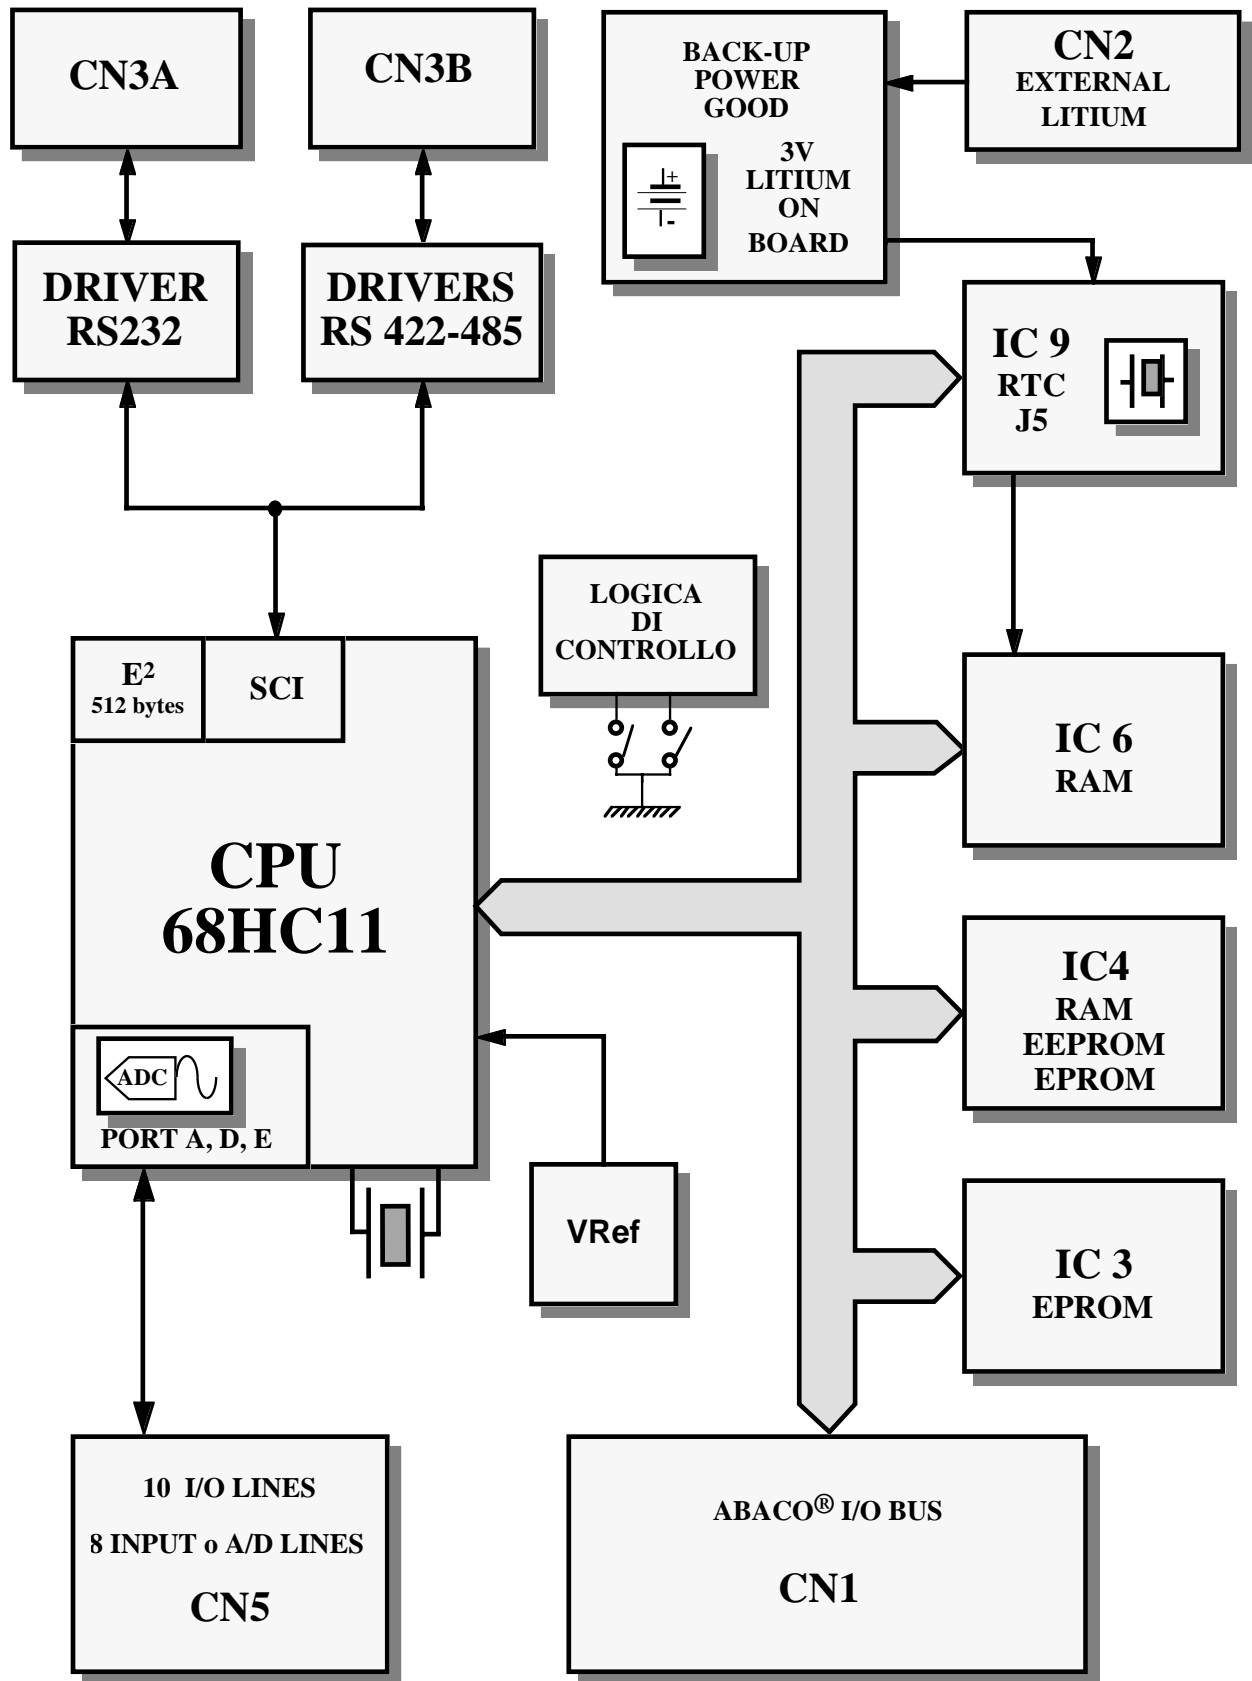 CN3A
CN3B
BACK-UP
POWER
GOOD
3V
LITIUM
ON
BOARD
+
-
CN2
EXTERNAL
LITIUM
DRIVER
RS232
DRIVERS
RS 422-485
IC 9
RTC
J5
LOGICA
DI
CONTROLLO
E²
512 bytes
SCI
IC 6
RAM
CPU
68HC11
IC4
RAM
EEPROM
EPROM
ADC
PORT A, D, E
VRef
IC 3
EPROM
10 I/O LINES
8 INPUT o A/D LINES
CN5
ABACO® I/O BUS
CN1